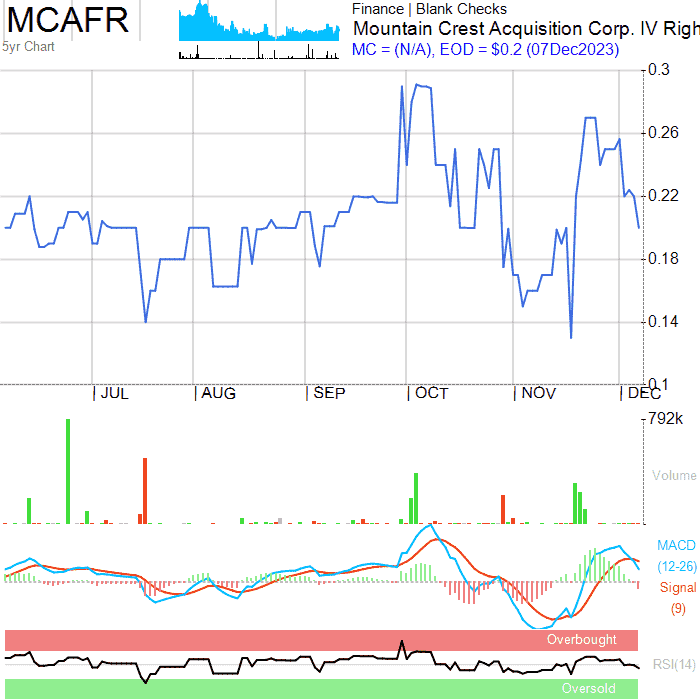 MCAFR
5yr Chart
Finance | Blank Checks
Mountain Crest Acquisition Corp. IV Righ
MC = (N/A), EOD = $0.2 (07Dec2023)
0.3
0.26
0.22
0.18
0.14
0.1
JUL AUG SEP OCT NOV DEC
792k
Volume
MACD
(12-26)
Signal
(9)
Overbought
RSI(14)
Oversold